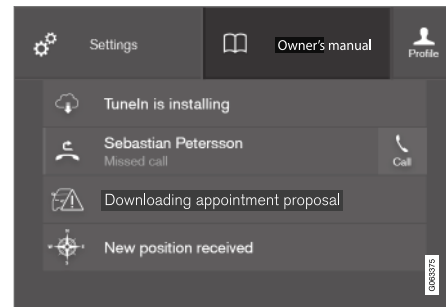 Settings
Owner's manual
Profile
TuneIn is installing
Sebastian Petersson
Missed call
Call
Downloading appointment proposal
New position received
G063375